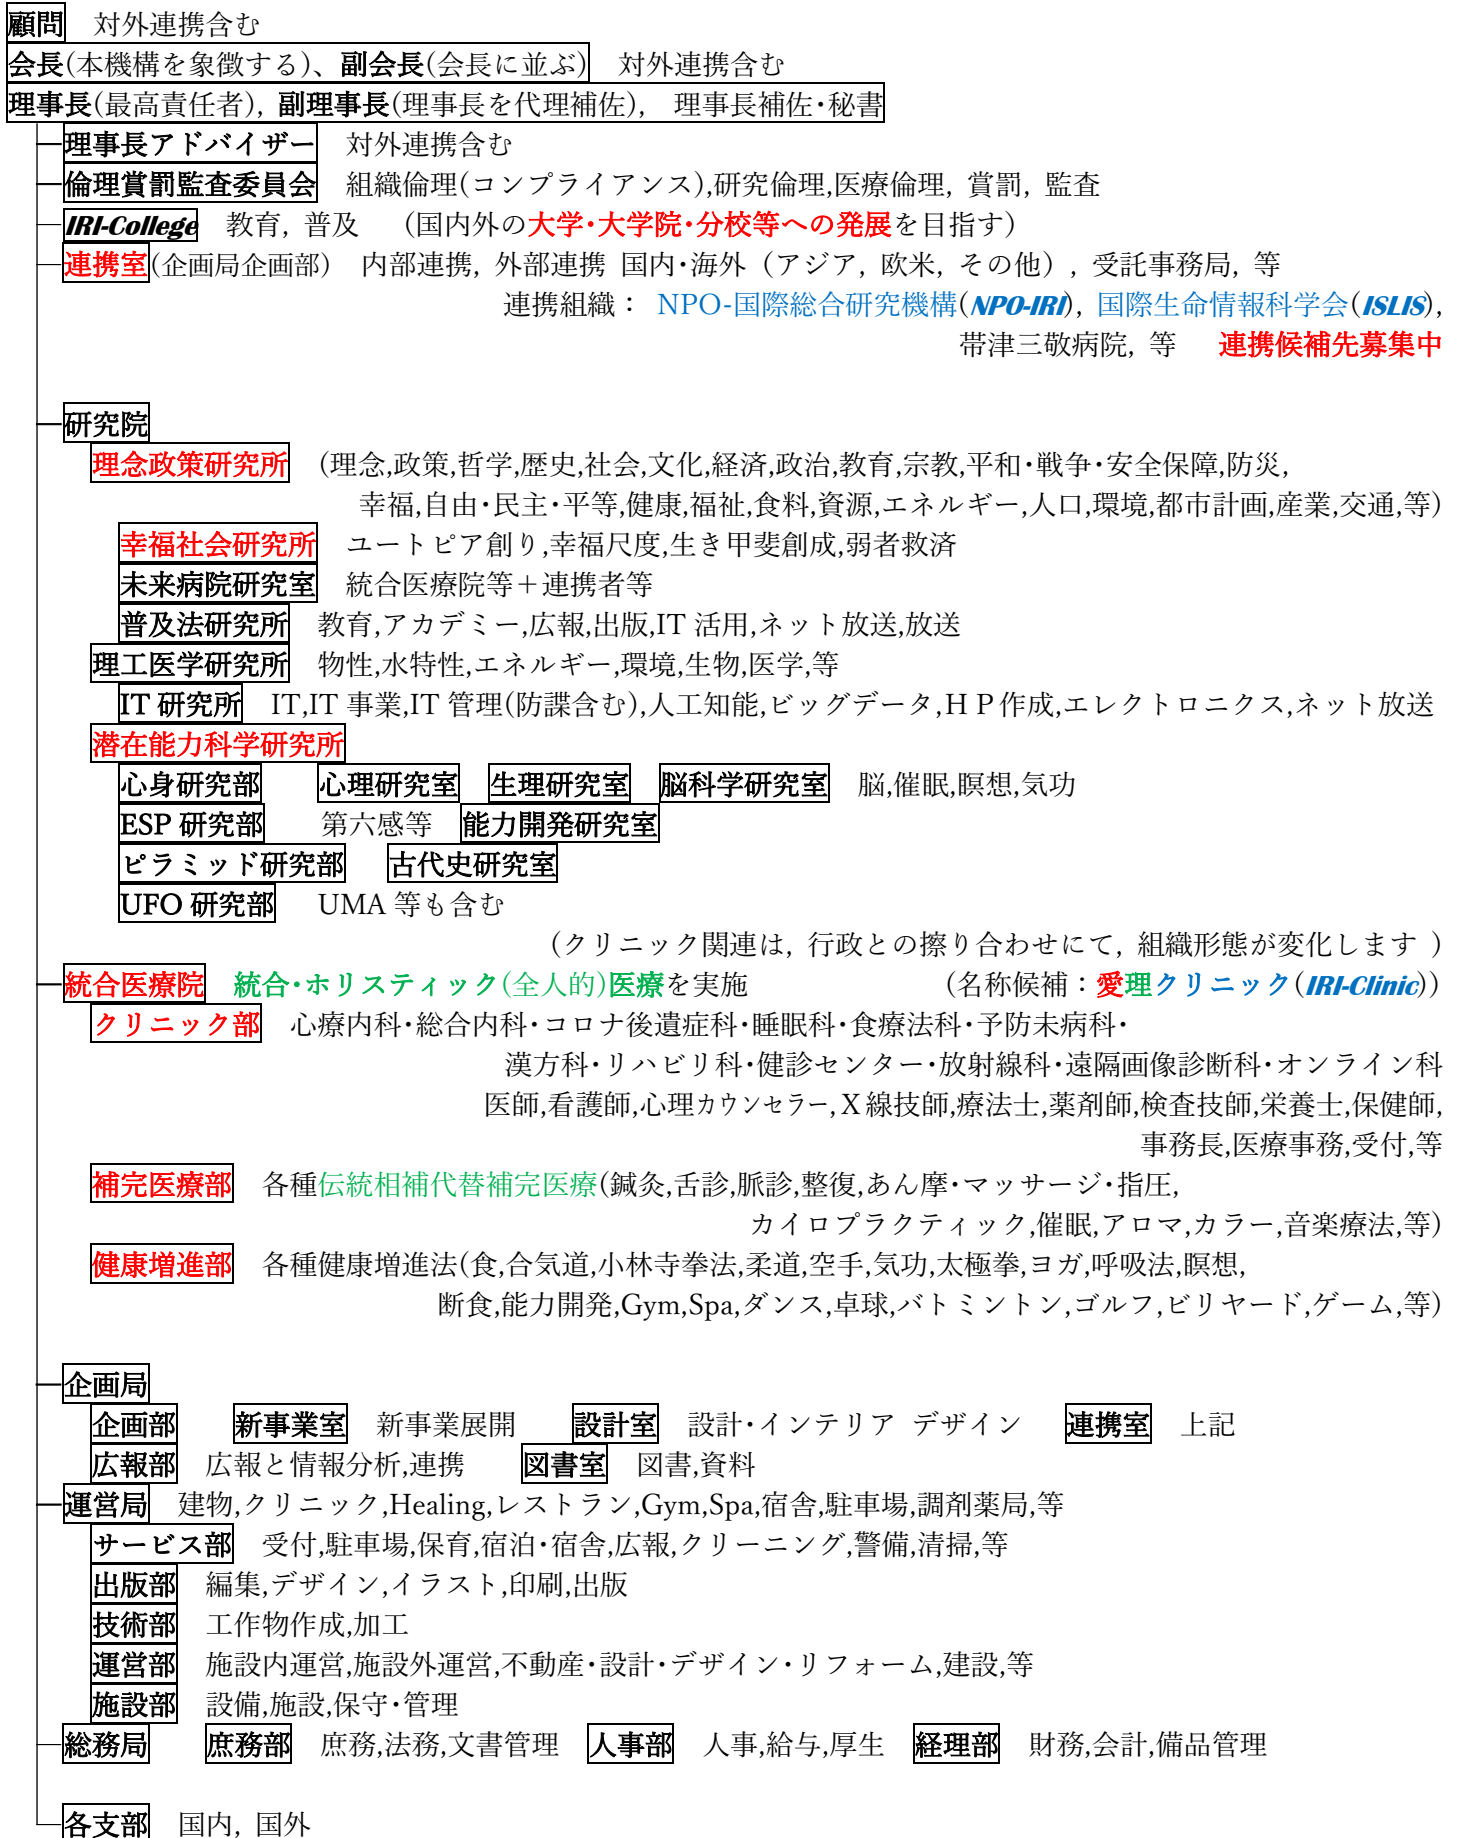 顧問　対外連携含む
会長(本機構を象徴する)、副会長(会長に並ぶ)　対外連携含む
理事長(最高責任者), 副理事長(理事長を代理補佐),　理事長補佐・秘書
理事長アドバイザー　対外連携含む
倫理賞罰監査委員会　組織倫理(コンプライアンス),研究倫理,医療倫理, 賞罰, 監査
IRI-College　教育, 普及　（国内外の大学・大学院・分校等への発展を目指す）
連携室(企画局企画部)　内部連携, 外部連携 国内・海外（アジア, 欧米, その他）, 受託事務局, 等
連携組織： NPO-国際総合研究機構(NPO-IRI), 国際生命情報科学会(ISLIS),
帯津三敬病院, 等　連携候補先募集中
研究院
理念政策研究所　(理念,政策,哲学,歴史,社会,文化,経済,政治,教育,宗教,平和・戦争・安全保障,防災,
幸福,自由・民主・平等,健康,福祉,食料,資源,エネルギー,人口,環境,都市計画,産業,交通,等)
幸福社会研究所　ユートピア創り,幸福尺度,生き甲斐創成,弱者救済
未来病院研究室　統合医療院等＋連携者等
普及法研究所　教育,アカデミー,広報,出版,IT 活用,ネット放送,放送
理工医学研究所　物性,水特性,エネルギー,環境,生物,医学,等
IT 研究所　IT,IT 事業,IT 管理(防諜含む),人工知能,ビッグデータ,ＨＰ作成,エレクトロニクス,ネット放送
潜在能力科学研究所
心身研究部　心理研究室　生理研究室　脳科学研究室　脳,催眠,瞑想,気功
ESP 研究部　第六感等　能力開発研究室
ピラミッド研究部　古代史研究室
UFO 研究部　UMA 等も含む
(クリニック関連は, 行政との擦り合わせにて, 組織形態が変化します )
統合医療院　統合・ホリスティック(全人的)医療を実施　(名称候補：愛理クリニック(IRI-Clinic))
クリニック部　心療内科・総合内科・コロナ後遺症科・睡眠科・食療法科・予防未病科・
漢方科・リハビリ科・健診センター・放射線科・遠隔画像診断科・オンライン科
医師,看護師,心理カウンセラー,Ｘ線技師,療法士,薬剤師,検査技師,栄養士,保健師,
事務長,医療事務,受付,等
補完医療部　各種伝統相補代替補完医療(鍼灸,舌診,脈診,整復,あん摩・マッサージ・指圧,
カイロプラクティック,催眠,アロマ,カラー,音楽療法,等)
健康増進部　各種健康増進法(食,合気道,小林寺拳法,柔道,空手,気功,太極拳,ヨガ,呼吸法,瞑想,
断食,能力開発,Gym,Spa,ダンス,卓球,バトミントン,ゴルフ,ビリヤード,ゲーム,等)
企画局
企画部　新事業室　新事業展開　設計室　設計・インテリア デザイン　連携室　上記
広報部　広報と情報分析,連携　図書室　図書,資料
運営局　建物,クリニック,Healing,レストラン,Gym,Spa,宿舎,駐車場,調剤薬局,等
サービス部　受付,駐車場,保育,宿泊・宿舎,広報,クリーニング,警備,清掃,等
出版部　編集,デザイン,イラスト,印刷,出版
技術部　工作物作成,加工
運営部　施設内運営,施設外運営,不動産・設計・デザイン・リフォーム,建設,等
施設部　設備,施設,保守・管理
総務局　庶務部　庶務,法務,文書管理　人事部　人事,給与,厚生　経理部　財務,会計,備品管理
各支部　国内, 国外